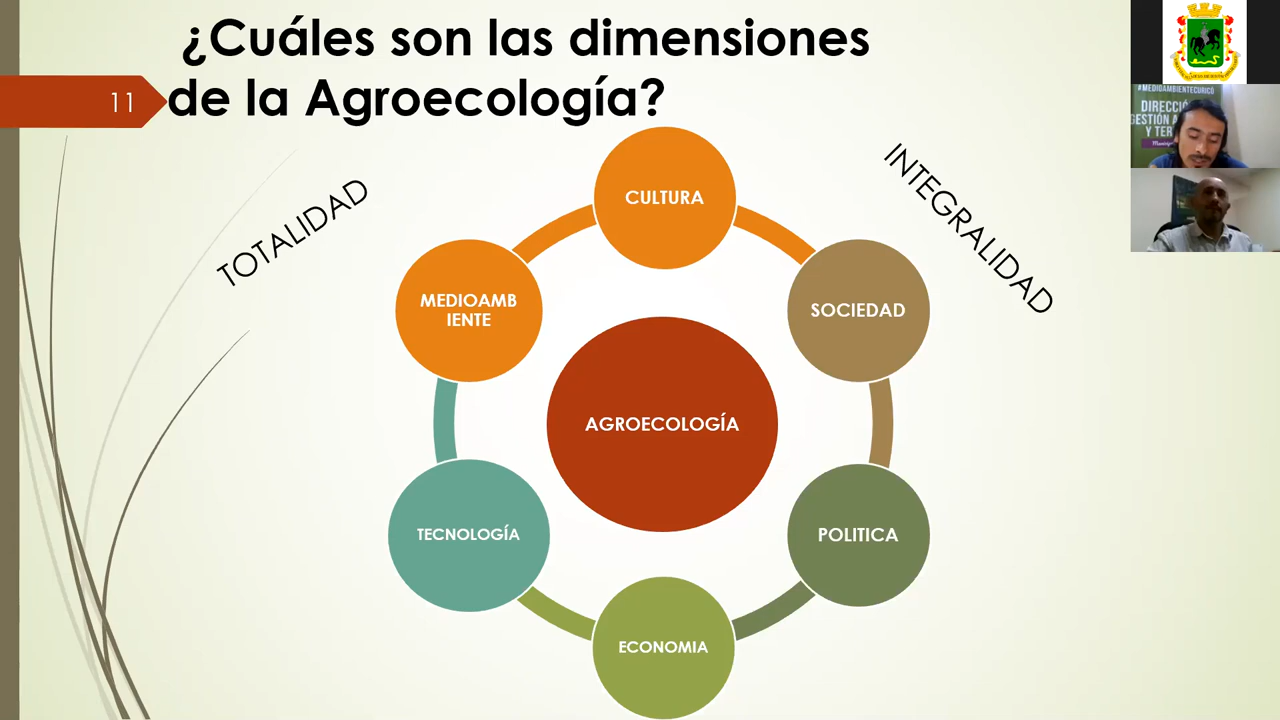 ¿Cuáles son las dimensiones
de la Agroecología?
11
TOTALIDAD
INTEGRALIDAD
CULTURA
MEDIOAMB
IENTE
SOCIEDAD
AGROECOLOGÍA
TECNOLOGÍA
POLITICA
ECONOMIA
#MEDIOAMBIENTECURICÓ
DIRECCIÓ
GESTIÓN A
Y TER